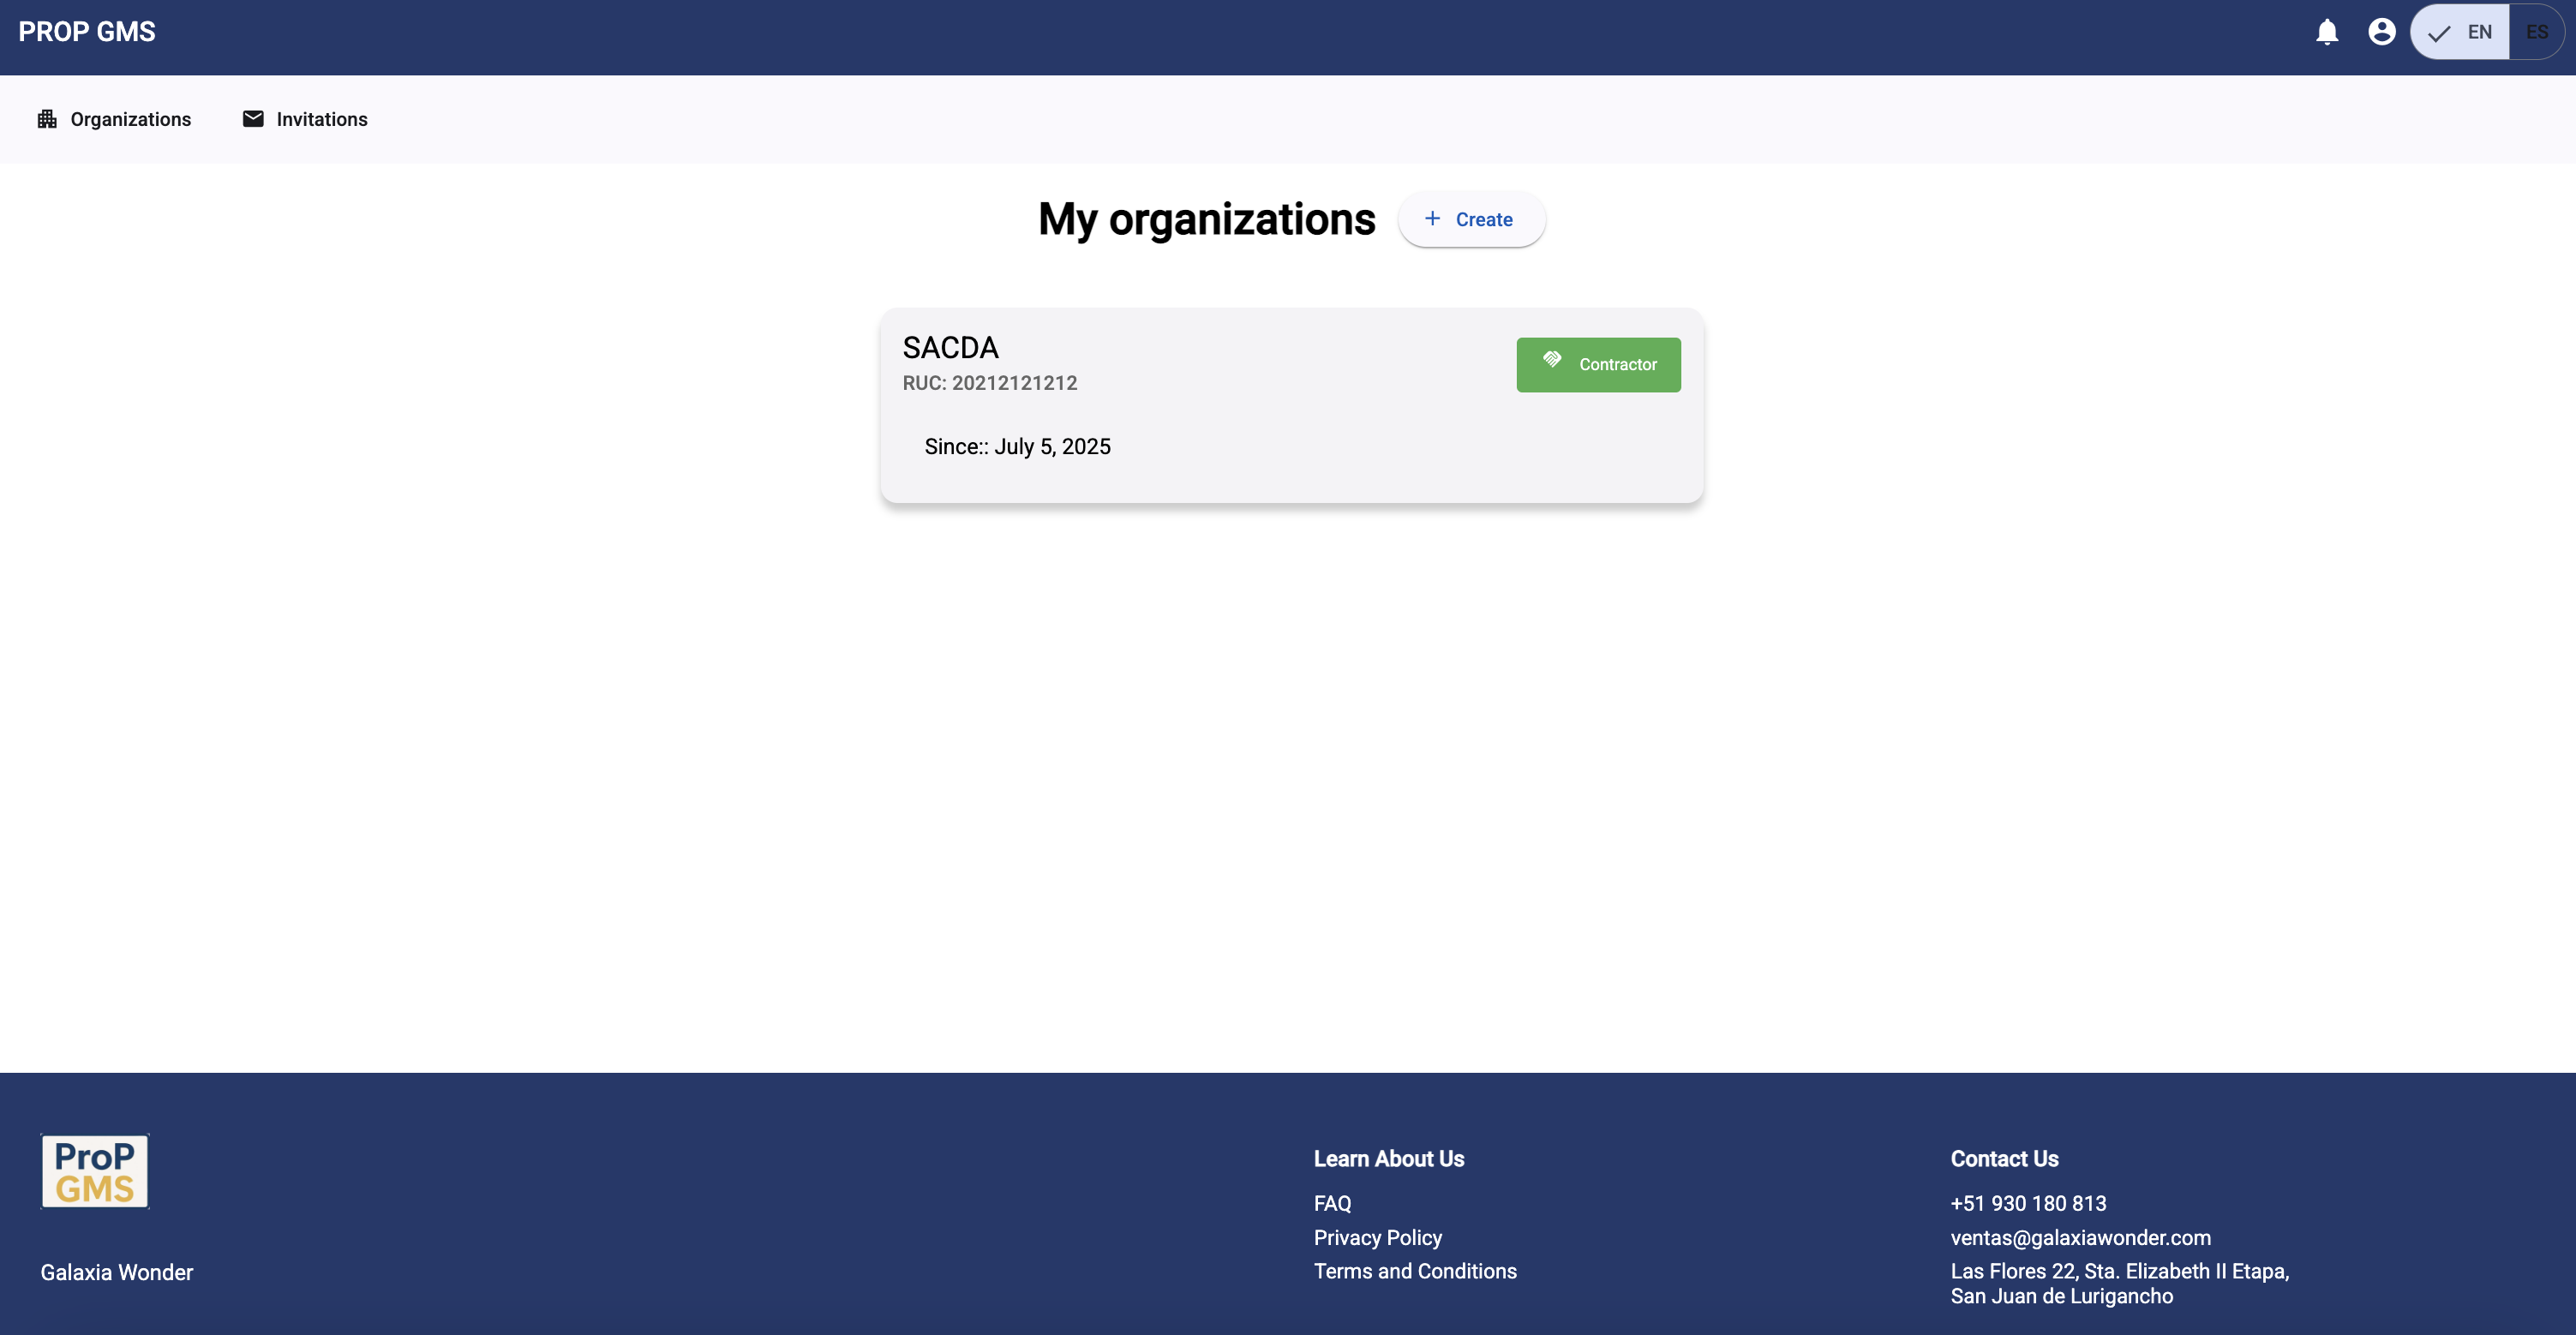 PROP GMS
EN
ES
Organizations
Invitations
My organizations
Create
SACDA
RUC: 20212121212
Contractor
Since:: July 5, 2025
ProP
GMS
Galaxia Wonder
Learn About Us
FAQ
Privacy Policy
Terms and Conditions
Contact Us
+51 930 180 813
ventas@galaxiawonder.com
Las Flores 22, Sta. Elizabeth II Etapa,
San Juan de Lurigancho